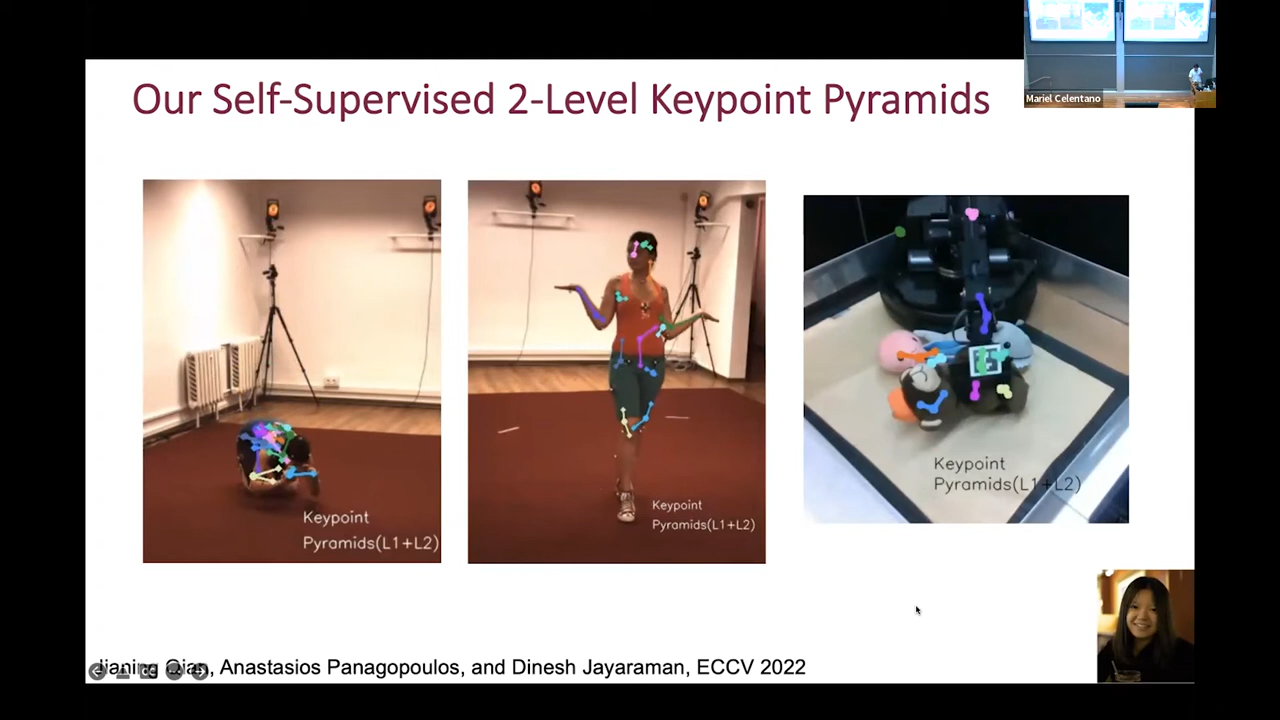 Our Self-Supervised 2-Level Keypoint Pyramids
Mariel Celentano
Keypoint
Pyramids(L1+L2)
Keypoint
Pyramids(L1+L2)
Keypoint
Pyramids(L1+L2)
Jianing Qian, Anastasios Panagopoulos, and Dinesh Jayaraman, ECCV 2022